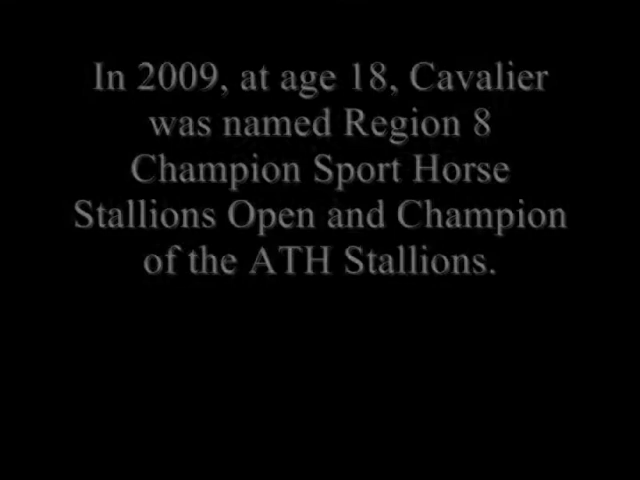 In 2009, at age 18, Cavalier
was named Region 8
Champion Sport Horse
Stallions Open and Champion
of the ATH Stallions.